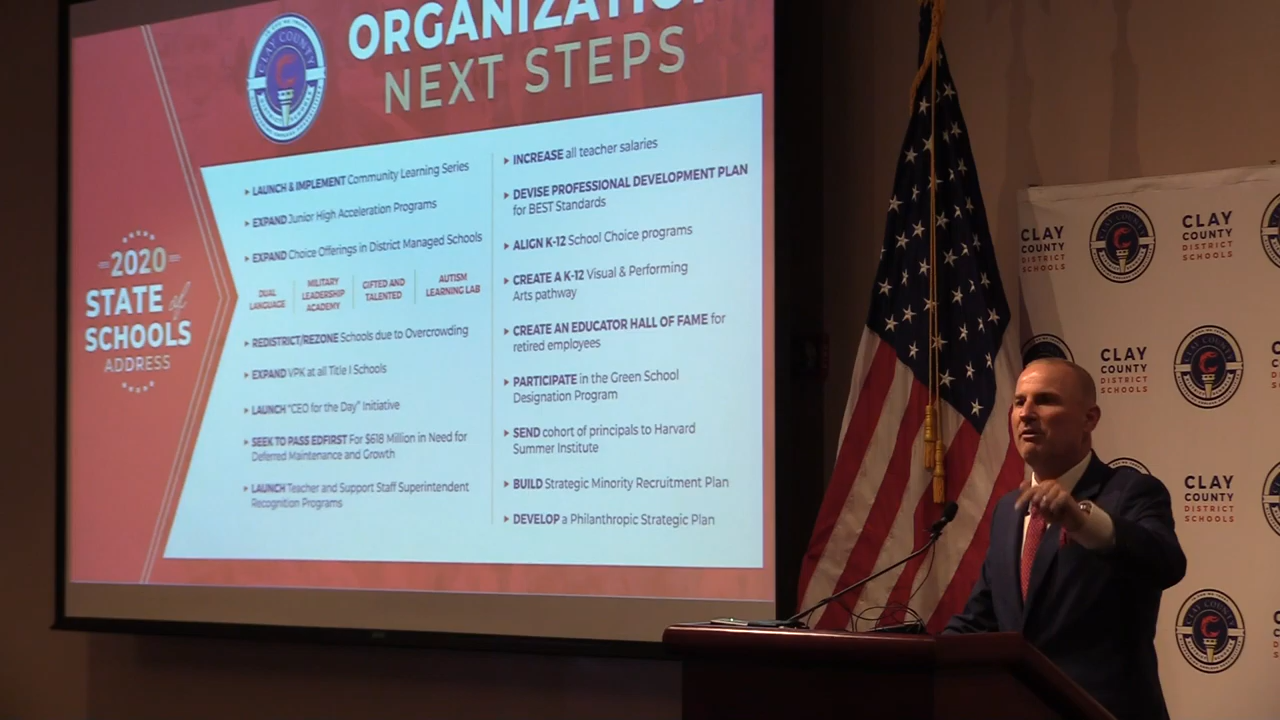 ORGANIZATION
NEXT STEPS
CLAY COUNTY
2020
STATE of
SCHOOLS
ADDRESS
▸ LAUNCH & IMPLEMENT Community Learning Series
▸ EXPAND Junior High Acceleration Programs
▸ EXPAND Choice Offerings in District Managed Schools
DUAL
LANGUAGE
MILITARY
LEADERSHIP
ACADEMY
GIFTED AND
TALENTED
AUTISM
LEARNING LAB
▸ REDISTRICT/REZONE Schools due to Overcrowding
▸ EXPAND VPK at all Title I Schools
▸ LAUNCH "CEO for the Day" Initiative
▸ SEEK TO PASS EDFIRST For $618 Million in Need for
Deferred Maintenance and Growth
▸ LAUNCH Teacher and Support Staff Superintendent
Recognition Programs
▸ INCREASE all teacher salaries
▸ DEVISE PROFESSIONAL DEVELOPMENT PLAN
for BEST Standards
▸ ALIGN K-12 School Choice programs
▸ CREATE A K-12 Visual & Performing
Arts pathway
▸ CREATE AN EDUCATOR HALL OF FAME for
retired employees
▸ PARTICIPATE in the Green School
Designation Program
▸ SEND cohort of principals to Harvard
Summer Institute
▸ BUILD Strategic Minority Recruitment Plan
▸ DEVELOP a Philanthropic Strategic Plan
CLAY
COUNTY
DISTRICT
SCHOOLS
CLAY
COUNTY
DISTRICT
SCHOOLS
CLAY
COUNTY
DISTRICT
SCHOOLS
CLAY
COUNTY
DISTRICT
SCHOOLS
CLAY COUNTY